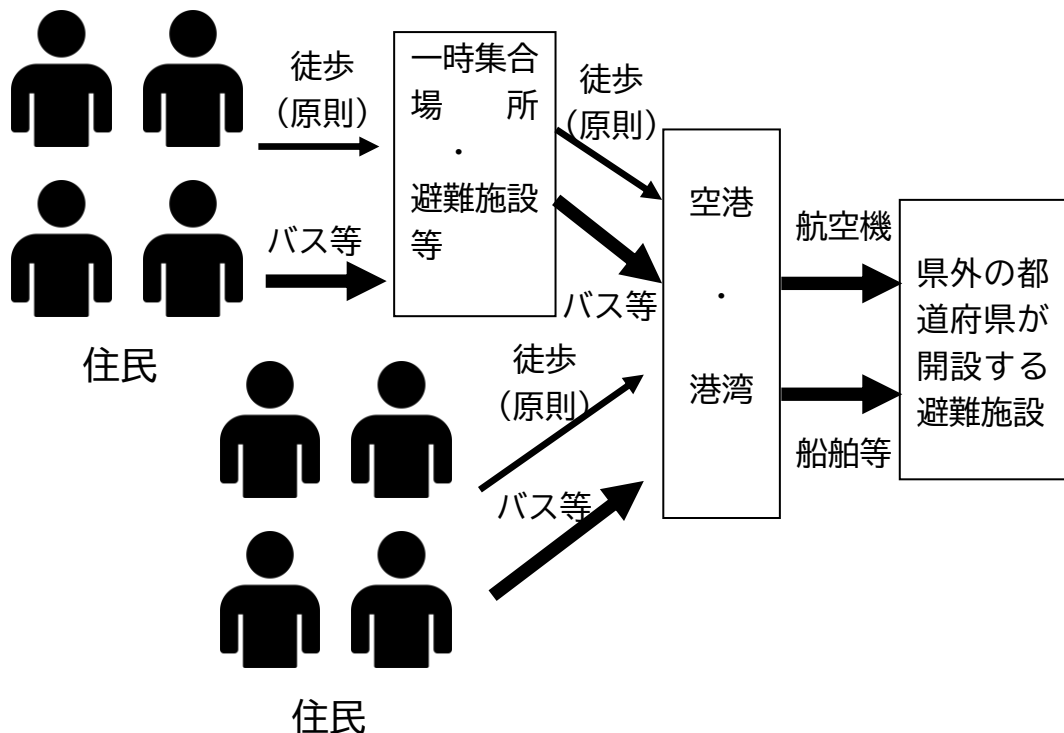 徒歩
（原則）
バス等
住民
一時集合
場　　所
・
避難施設
等
徒歩
（原則）
バス等
徒歩
（原則）
バス等
住民
空港
・
港湾
航空機
船舶等
県外の都
道府県が
開設する
避難施設